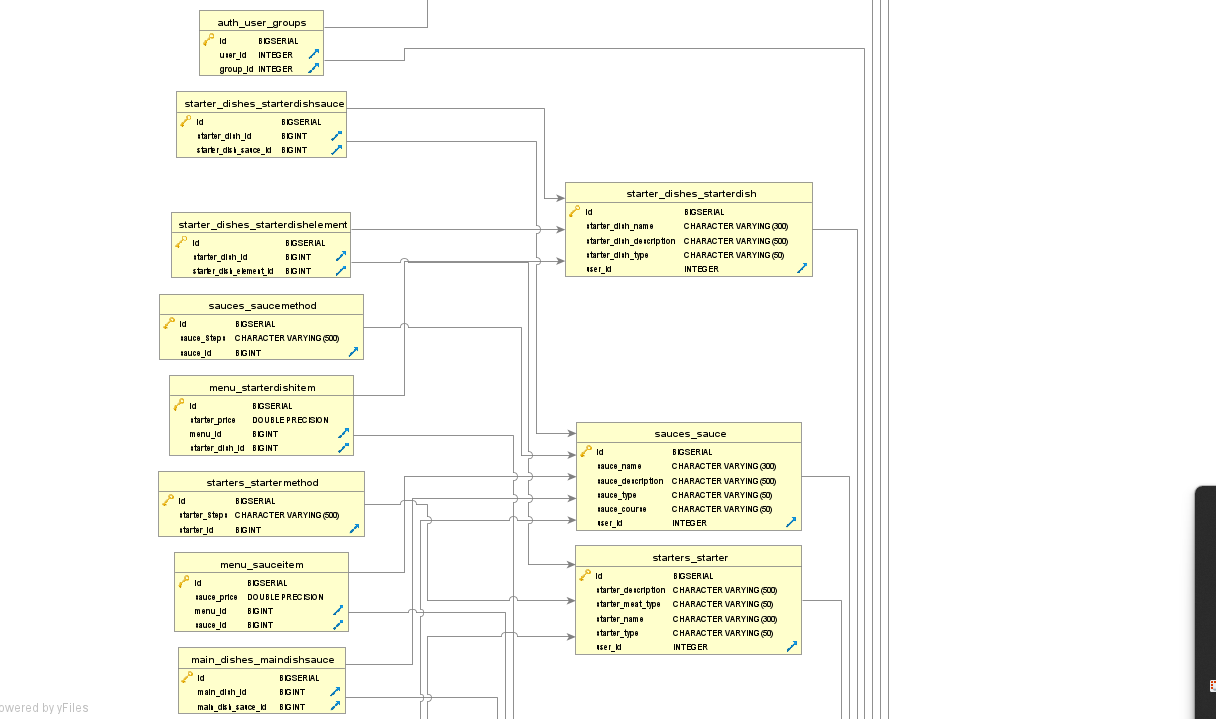 auth_user_groups
id BIGSERIAL
user_id INTEGER
group_id INTEGER
starter_dishes_starterdishsauce
id BIGSERIAL
starter_dish_id BIGINT
starter_dish_sauce_id BIGINT
starter_dishes_starterdish
id BIGSERIAL
starter_dish_name CHARACTER VARYING(300)
starter_dish_description CHARACTER VARYING(500)
starter_dish_type CHARACTER VARYING(50)
user_id INTEGER
starter_dishes_starterdishelement
id BIGSERIAL
starter_dish_id BIGINT
starter_dish_element_id BIGINT
sauces_saucemethod
id BIGSERIAL
sauce_Steps CHARACTER VARYING(500)
sauce_id BIGINT
menu_starterdishitem
id BIGSERIAL
starter_price DOUBLE PRECISION
menu_id BIGINT
starter_dish_id BIGINT
sauces_sauce
id BIGSERIAL
sauce_name CHARACTER VARYING(300)
sauce_description CHARACTER VARYING(500)
sauce_type CHARACTER VARYING(50)
sauce_course CHARACTER VARYING(50)
user_id INTEGER
starters_startermethod
id BIGSERIAL
starter_Steps CHARACTER VARYING(500)
starter_id BIGINT
starters_starter
id BIGSERIAL
starter_description CHARACTER VARYING(500)
starter_meat_type CHARACTER VARYING(50)
starter_name CHARACTER VARYING(300)
starter_type CHARACTER VARYING(50)
user_id INTEGER
menu_sauceitem
id BIGSERIAL
sauce_price DOUBLE PRECISION
menu_id BIGINT
sauce_id BIGINT
main_dishes_maindishsauce
id BIGSERIAL
main_dish_id BIGINT
main_dish_sauce_id BIGINT
owered by yFiles